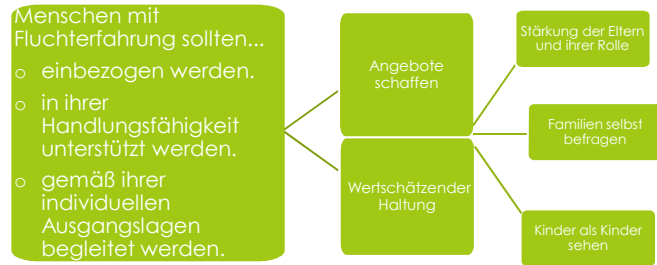 Menschen mit
Fluchterfahrung sollten...
o einbezogen werden.
o in ihrer
Handlungsfähigkeit
unterstützt werden.
o gemäß ihrer
individuellen
Ausgangslagen
begleitet werden.
Angebote
schaffen
Wertschätzender
Haltung
Stärkung der Eltern
und ihrer Rolle
Familien selbst
befragen
Kinder als Kinder
sehen